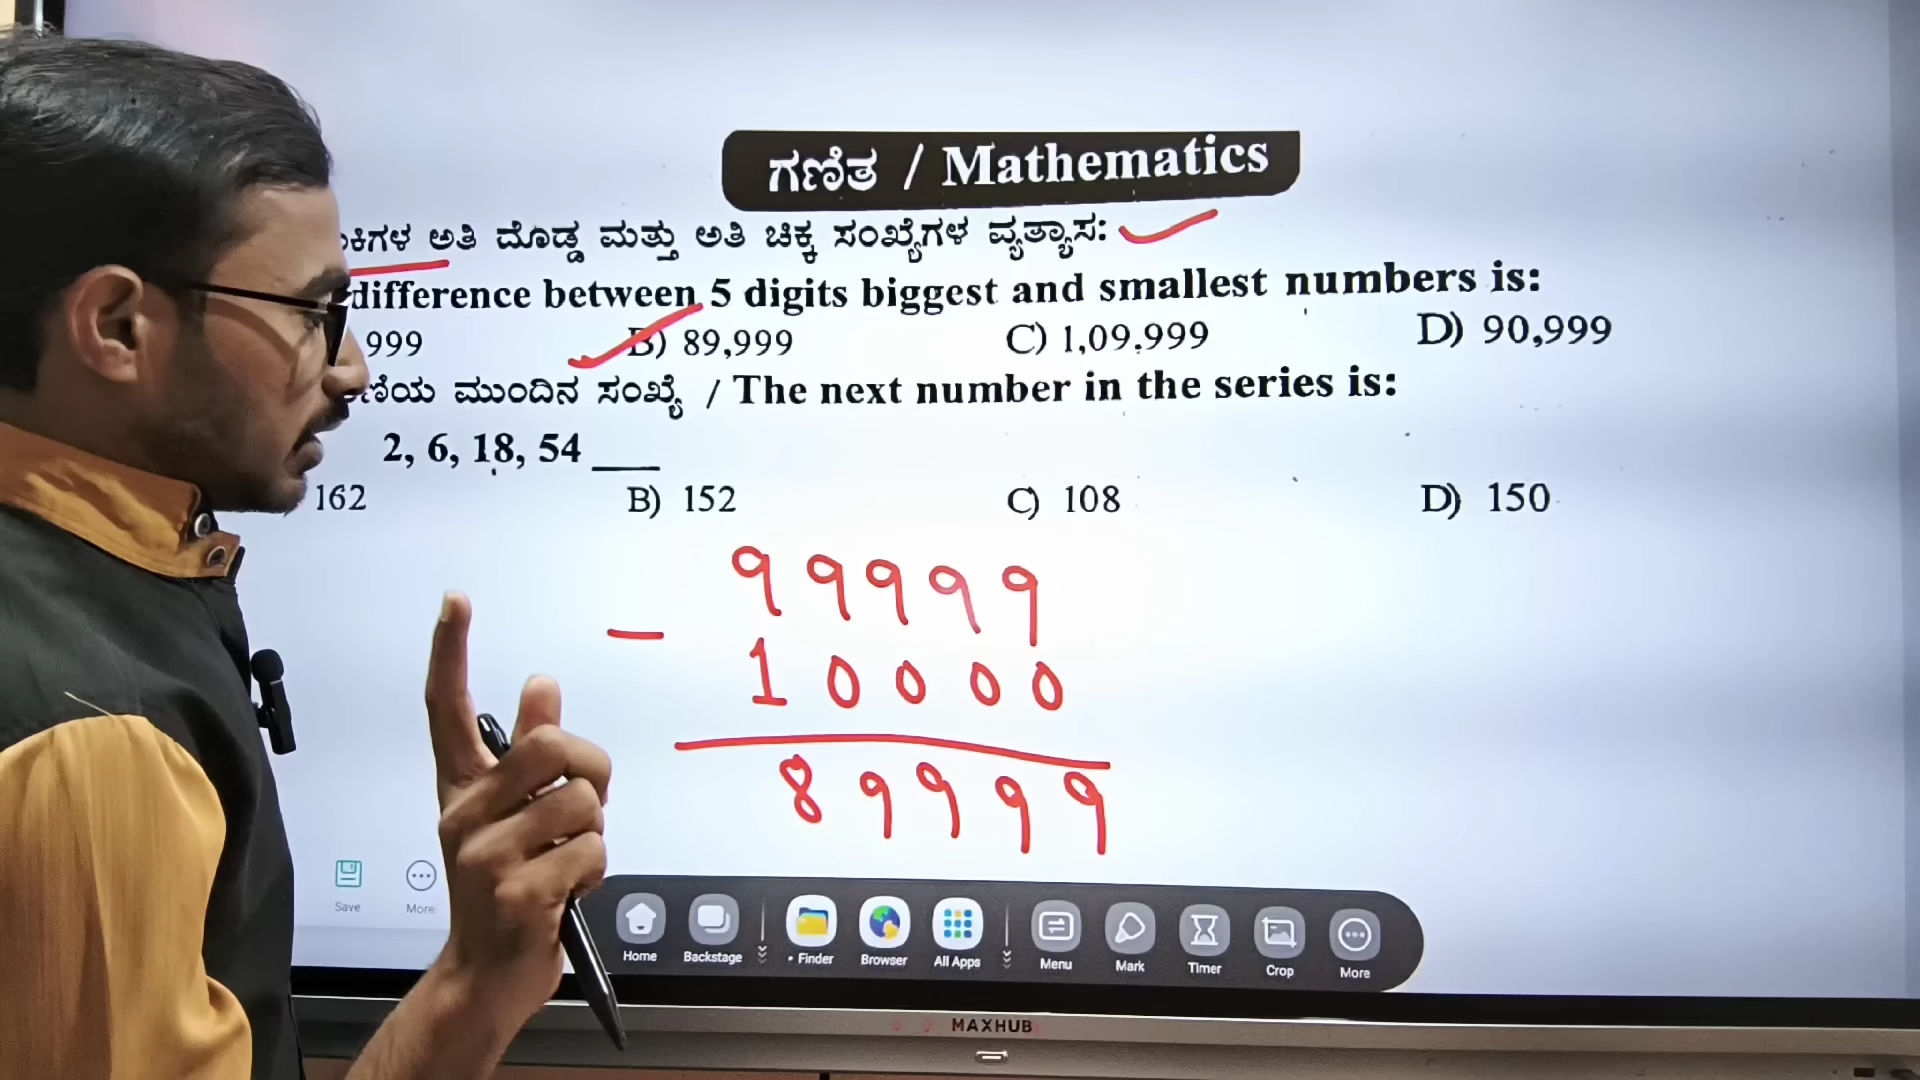 ಗಣಿತ / Mathematics
ಅತಿ ದೊಡ್ಡ ಮತ್ತು ಅತಿ ಚಿಕ್ಕ ಸಂಖ್ಯೆಗಳ ವ್ಯತ್ಯಾಸ:
difference between 5 digits biggest and smallest numbers is:
999 B) 89,999 C) 1,09,999 D) 90,999
ಮುಂದಿನ ಸಂಖ್ಯೆ / The next number in the series is:
2, 6, 18, 54 ___
162 B) 152 C) 108 D) 150
99999
- 10000
89999
Save More
Home Backstage Finder Browser All Apps Menu Mark Timer Crop More
MAXHUB